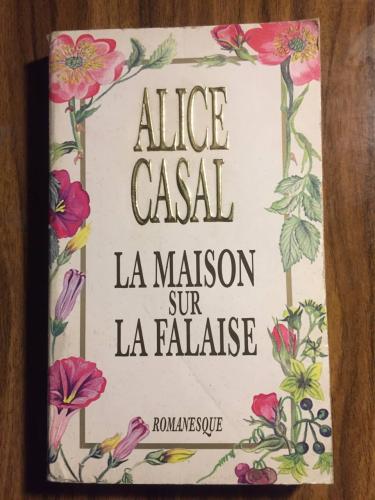 ALICE
CASAL
LA MAISON
SUR
LA FALAISE
ROMANESQUE